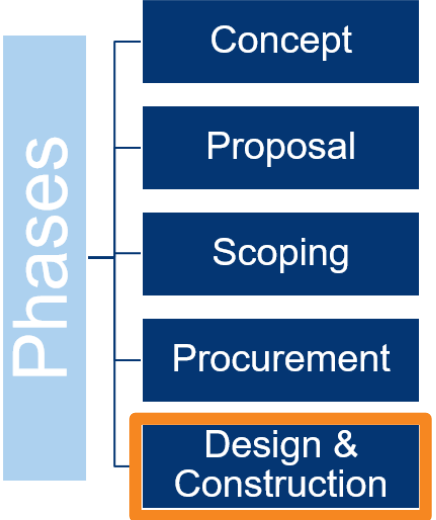 Phases
Concept
Proposal
Scoping
Procurement
Design &
Construction